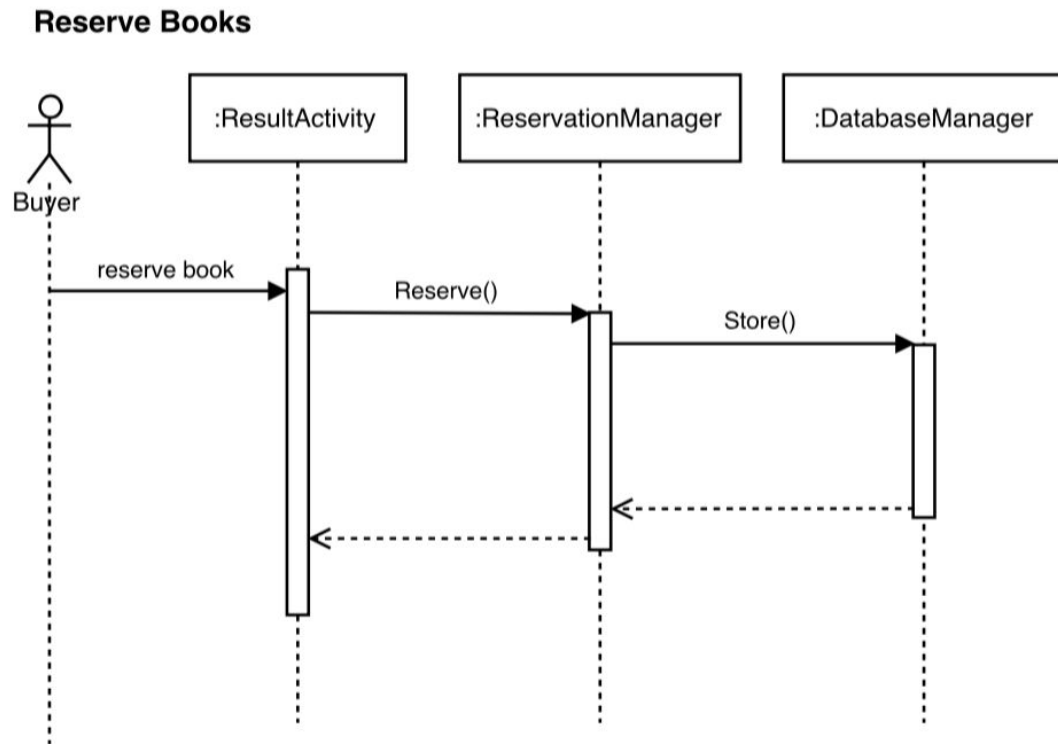 Reserve Books
:ResultActivity
:ReservationManager
:DatabaseManager
Buyer
reserve book
Reserve()
Store()